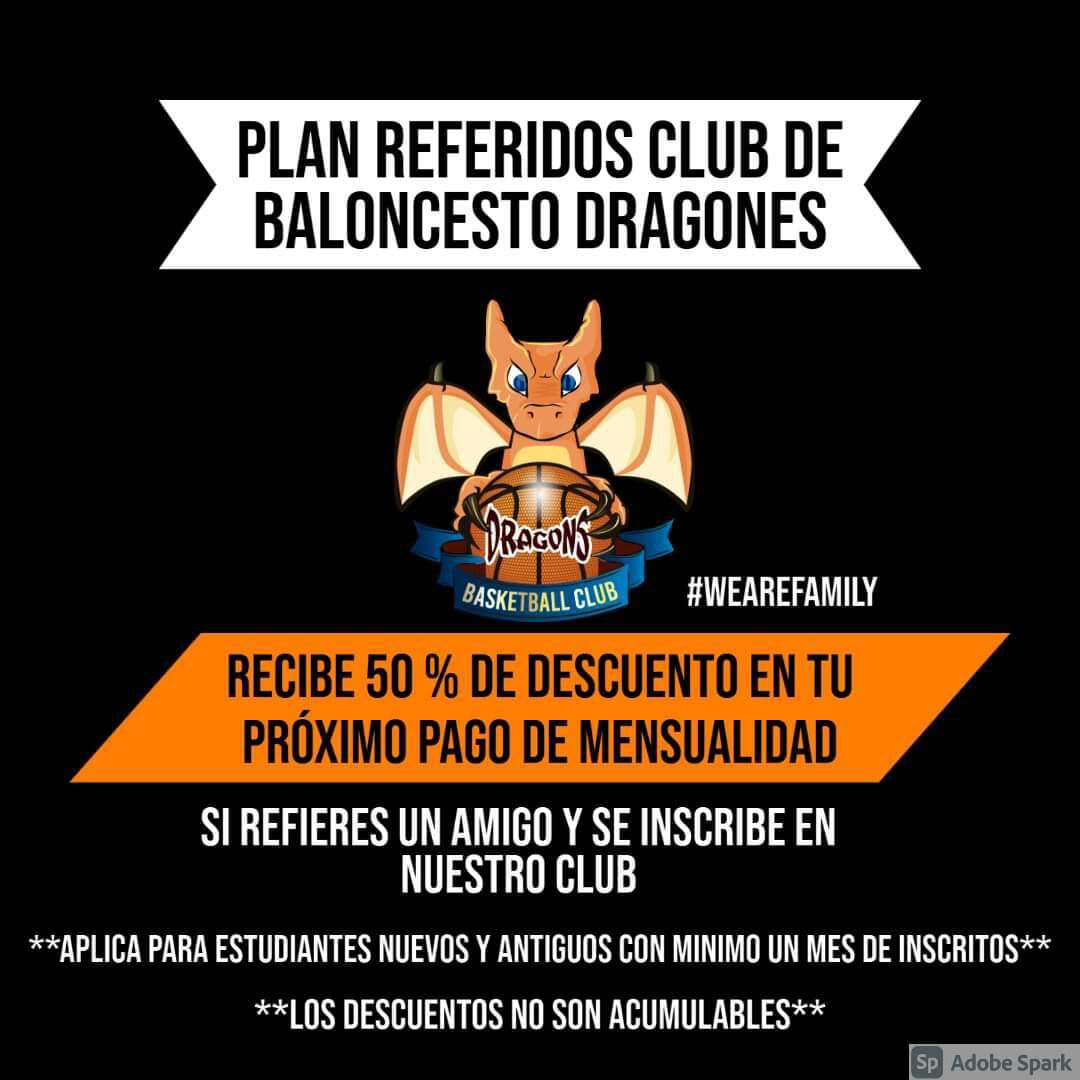 PLAN REFERIDOS CLUB DE
BALONCESTO DRAGONES
DRAGONS
BASKETBALL CLUB
#WEAREFAMILY
RECIBE 50 % DE DESCUENTO EN TU
PRÓXIMO PAGO DE MENSUALIDAD
SI REFIERES UN AMIGO Y SE INSCRIBE EN
NUESTRO CLUB
**APLICA PARA ESTUDIANTES NUEVOS Y ANTIGUOS CON MINIMO UN MES DE INSCRITOS**
**LOS DESCUENTOS NO SON ACUMULABLES**
Sp Adobe Spark